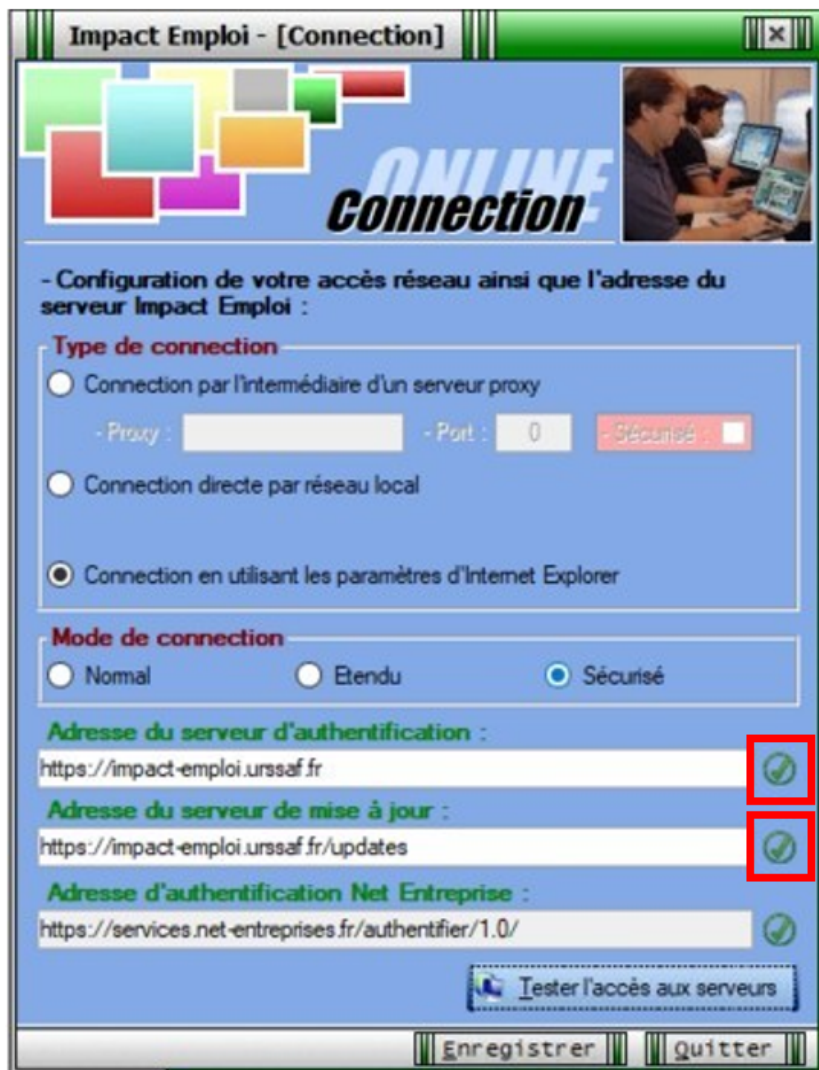 Impact Emploi - [Connection]
ONLINE
Connection
- Configuration de votre accès réseau ainsi que l'adresse du
serveur Impact Emploi :
Type de connection
Connection par l'intermédiaire d'un serveur proxy
- Proxy :
- Port : 0
- Sécurisé :
Connection directe par réseau local
Connection en utilisant les paramètres d'Internet Explorer
Mode de connection
Normal Etendu Sécurisé
Adresse du serveur d'authentification :
https://impact-emploi.urssaf.fr
Adresse du serveur de mise à jour :
https://impact-emploi.urssaf.fr/updates
Adresse d'authentification Net Entreprise :
https://services.net-entreprises.fr/authentifier/1.0/
Tester l'accès aux serveurs
Enregistrer Quitter